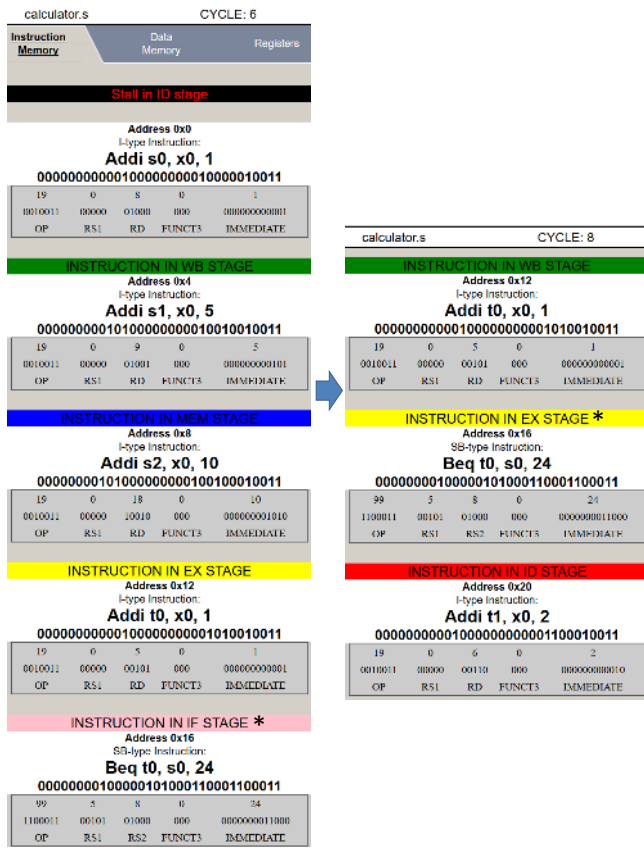 calculator.s CYCLE: 6
Instruction Memory
Data Memory
Registers
Stall in ID stage
Address 0x0
I-type Instruction:
Addi s0, x0, 1
00000000000100000000010000010011
19 0 8 0 1
0010011 00000 01000 000 000000000001
OP RS1 RD FUNCT3 IMMEDIATE
INSTRUCTION IN WB STAGE
Address 0x4
I-type Instruction:
Addi s1, x0, 5
00000000010100000000010010010011
19 0 9 0 5
0010011 00000 01001 000 000000000101
OP RS1 RD FUNCT3 IMMEDIATE
INSTRUCTION IN MEM STAGE
Address 0x8
I-type Instruction:
Addi s2, x0, 10
00000000101000000000100100010011
19 0 18 0 10
0010011 00000 10010 000 000000001010
OP RS1 RD FUNCT3 IMMEDIATE
INSTRUCTION IN EX STAGE
Address 0x12
I-type Instruction:
Addi t0, x0, 1
00000000000100000000001010010011
19 0 5 0 1
0010011 00000 00101 000 000000000001
OP RS1 RD FUNCT3 IMMEDIATE
INSTRUCTION IN IF STAGE *
Address 0x16
SB-type Instruction:
Beq t0, s0, 24
00000000100000101000110001100011
99 5 8 0 24
1100011 00101 01000 000 0000000011000
OP RS1 RS2 FUNCT3 IMMEDIATE
calculator.s CYCLE: 8
INSTRUCTION IN WB STAGE
Address 0x12
I-type Instruction:
Addi t0, x0, 1
00000000000100000000001010010011
19 0 5 0 1
0010011 00000 00101 000 000000000001
OP RS1 RD FUNCT3 IMMEDIATE
INSTRUCTION IN EX STAGE *
Address 0x16
SB-type Instruction:
Beq t0, s0, 24
00000000100000101000110001100011
99 5 8 0 24
1100011 00101 01000 000 0000000011000
OP RS1 RS2 FUNCT3 IMMEDIATE
INSTRUCTION IN ID STAGE
Address 0x20
I-type Instruction:
Addi t1, x0, 2
00000000001000000000001100010011
19 0 6 0 2
0010011 00000 00110 000 000000000010
OP RS1 RD FUNCT3 IMMEDIATE